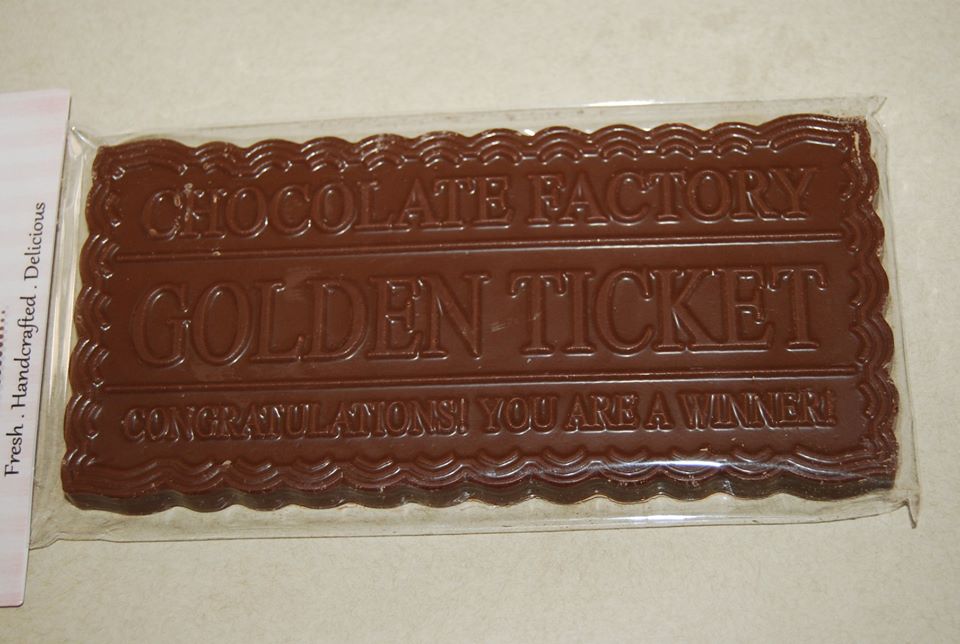 CHOCOLATE FACTORY
GOLDEN TICKET
CONGRATULATIONS! YOU ARE A WINNER!
Fresh . Handcrafted . Delicious